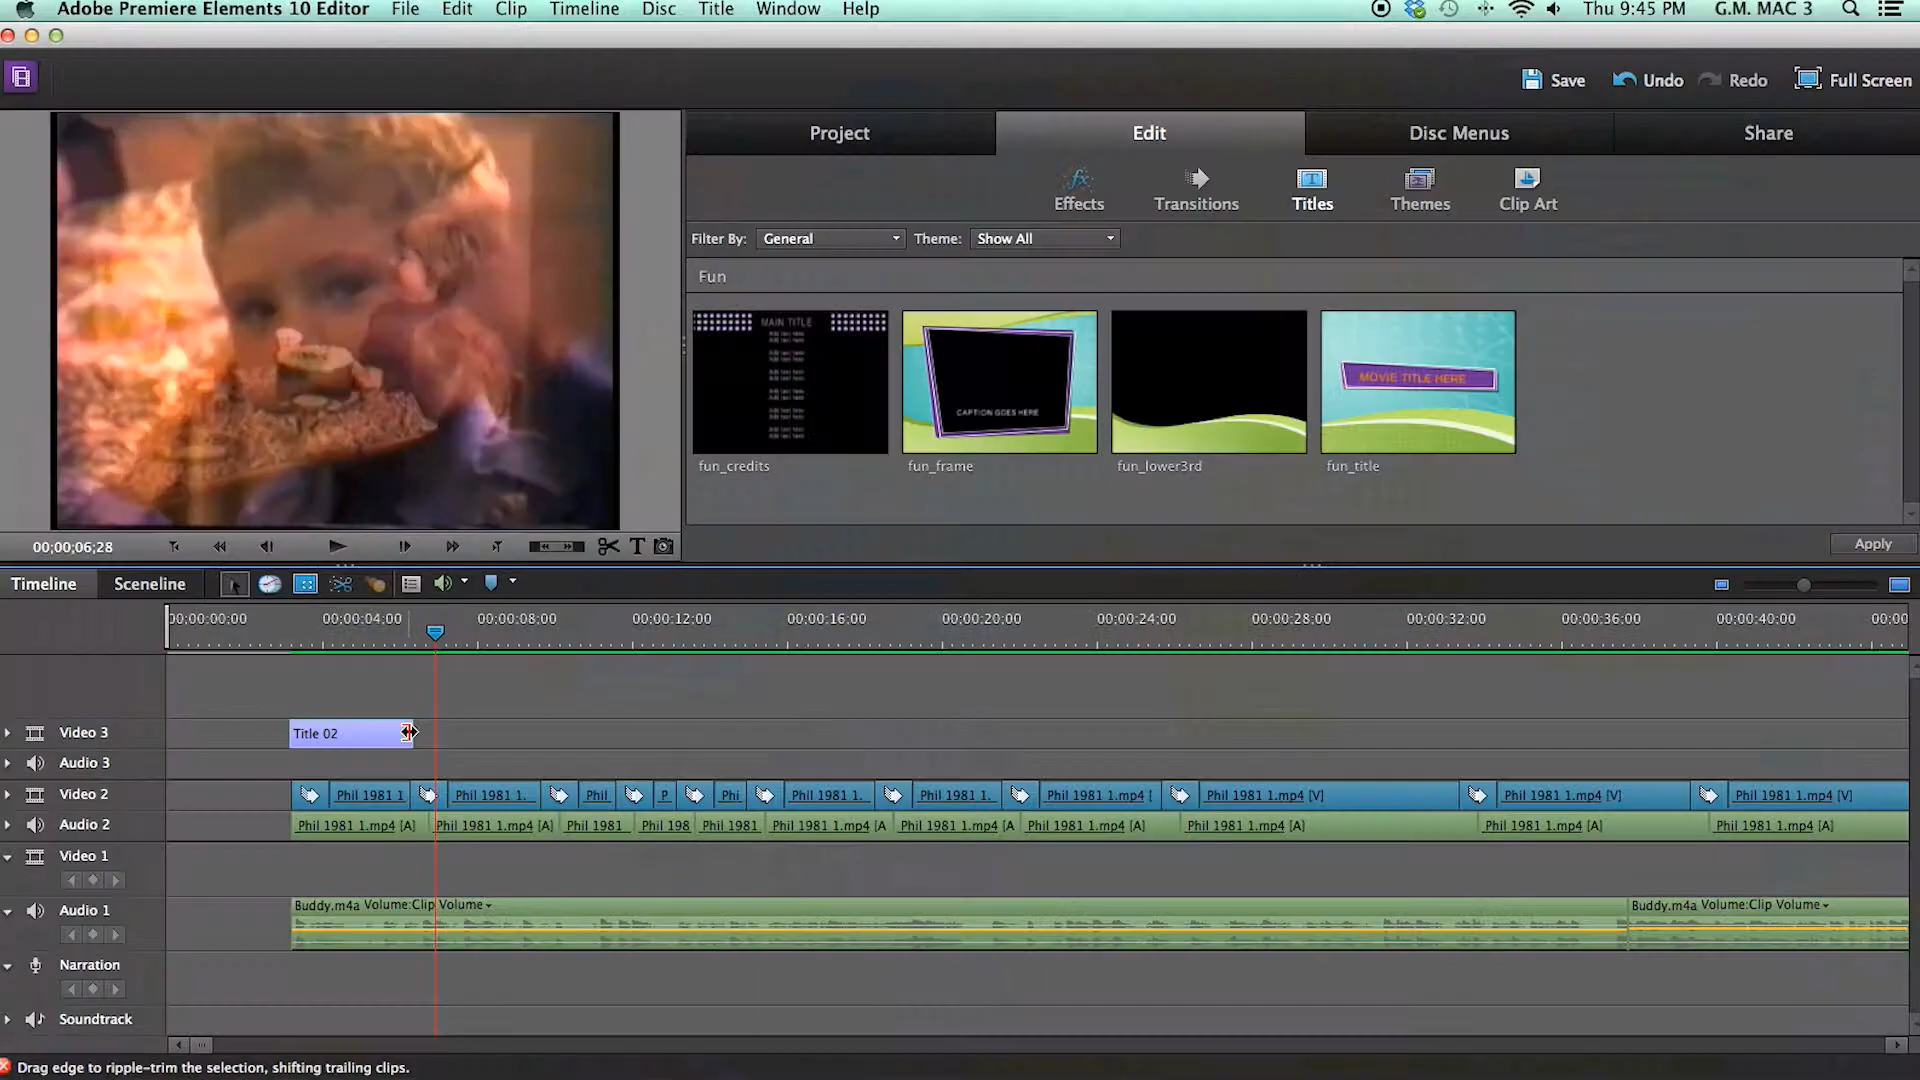 Adobe Premiere Elements 10 Editor File Edit Clip Timeline Disc Title Window Help Thu 9:45 PM G.M. MAC 3
Save Undo Redo Full Screen
Project Edit Disc Menus Share
fx
Effects Transitions Titles Themes Clip Art
Filter By: General Theme: Show All
Fun
MAIN TITLE
CAPTION GOES HERE
MOVIE TITLE HERE
fun_credits fun_frame fun_lower3rd fun_title
00;00;06;28
Apply
Timeline Sceneline
00:00:00;00 00:00:04:00 00:00:08:00 00:00:12:00 00:00:16:00 00:00:20:00 00:00:24:00 00:00:28:00 00:00:32:00 00:00:36:00 00:00:40:00 00:00
Video 3 Title 02
Audio 3
Video 2 Phil 1981 1 Phil 1981 1. Phil P Phi Phil 1981 1. Phil 1981 1. Phil 1981 1.mp4 [ Phil 1981 1.mp4 [V] Phil 1981 1.mp4 [V] Phil 1981 1.mp4 [V]
Audio 2 Phil 1981 1.mp4 [A] Phil 1981 1.mp4 [A] Phil 1981 Phil 198 Phil 1981 Phil 1981 1.mp4 [A Phil 1981 1.mp4 [A Phil 1981 1.mp4 [A] Phil 1981 1.mp4 [A] Phil 1981 1.mp4 [A] Phil 1981 1.mp4 [A]
Video 1
Buddy.m4a Volume:Clip Volume Buddy.m4a Volume:Clip Volume
Audio 1
Narration
Soundtrack
Drag edge to ripple-trim the selection, shifting trailing clips.